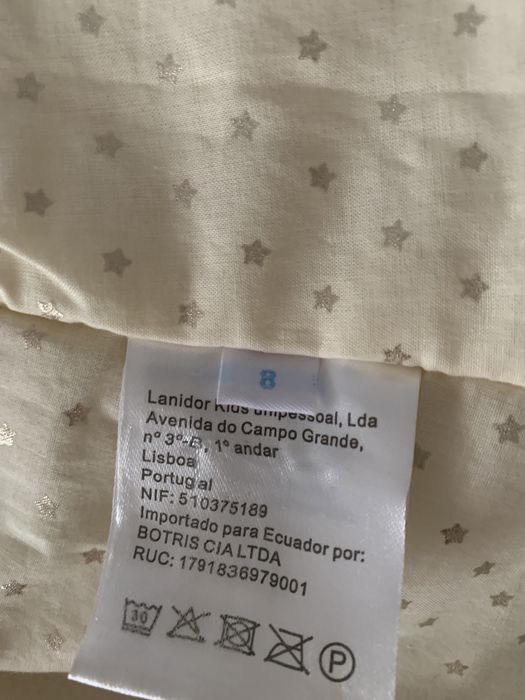 8
Lanidor Kids unipessoal, Lda
Avenida do Campo Grande,
nº 3º-B, 1º andar
Lisboa
Portugal
NIF: 510375189
Importado para Ecuador por:
BOTRIS CIA LTDA
RUC: 1791836979001
30
P